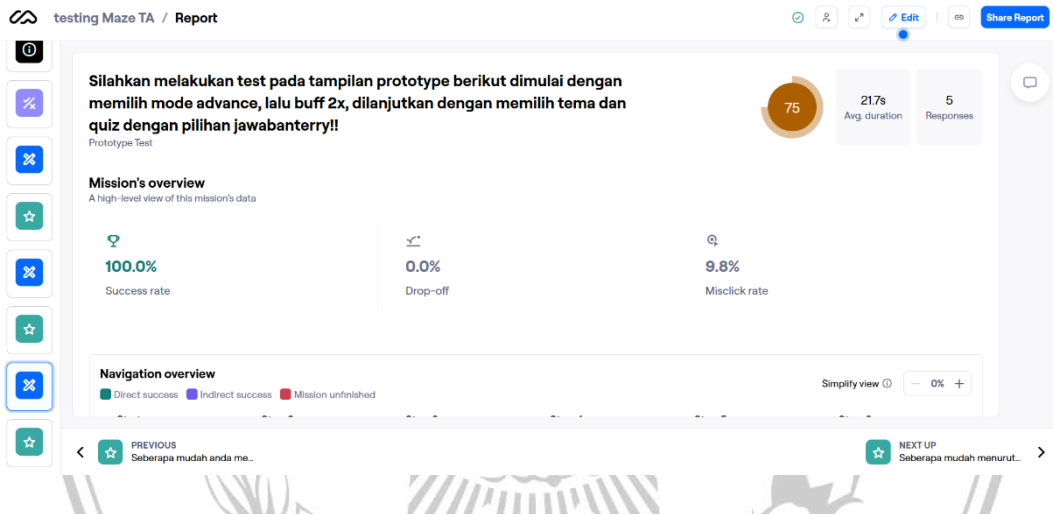 testing Maze TA / Report
Edit
Share Report
Silahkan melakukan test pada tampilan prototype berikut dimulai dengan
memilih mode advance, lalu buff 2x, dilanjutkan dengan memilih tema dan
quiz dengan pilihan jawabanterry!!
Prototype Test
75
21.7s
Avg. duration
5
Responses
Mission's overview
A high-level view of this mission's data
100.0%
Success rate
0.0%
Drop-off
9.8%
Misclick rate
Navigation overview
Direct success Indirect success Mission unfinished
Simplify view
0%
PREVIOUS
Seberapa mudah anda me...
NEXT UP
Seberapa mudah menurut...